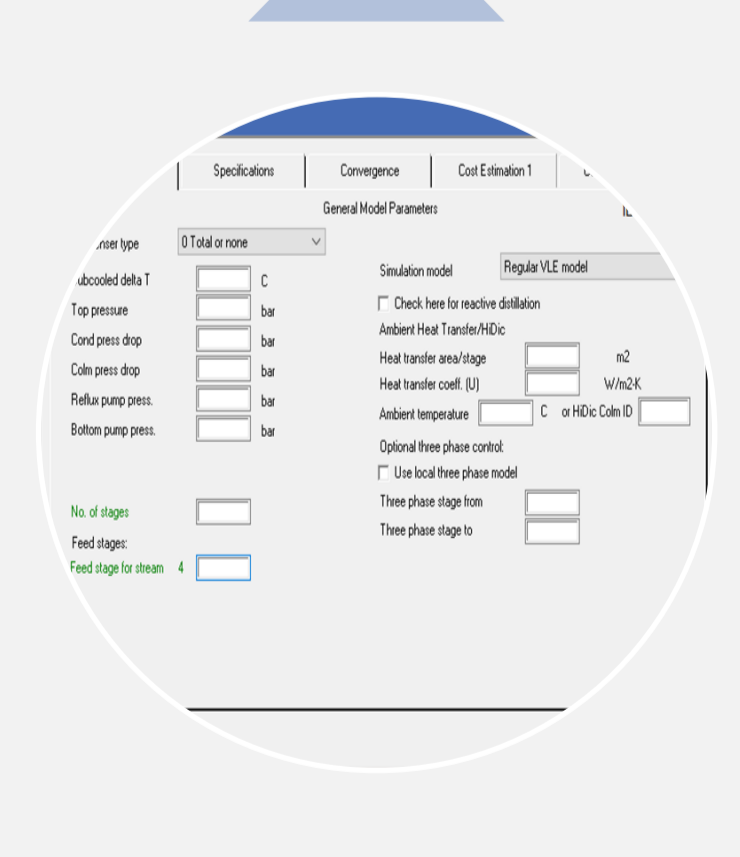 Specifications
Convergence
Cost Estimation 1
General Model Parameters
type
0 Total or none
delta T
C
Top pressure
bar
Cond press drop
bar
Colm press drop
bar
Reflux pump press.
bar
Bottom pump press.
bar
No. of stages
Feed stages:
Feed stage for stream 4
Simulation model
Regular VLE model
Check here for reactive distillation
Ambient Heat Transfer/HiDic
Heat transfer area/stage
m2
Heat transfer coeff. (U)
W/m2-K
Ambient temperature
C
or HiDic Colm ID
Optional three phase control:
Use local three phase model
Three phase stage from
Three phase stage to